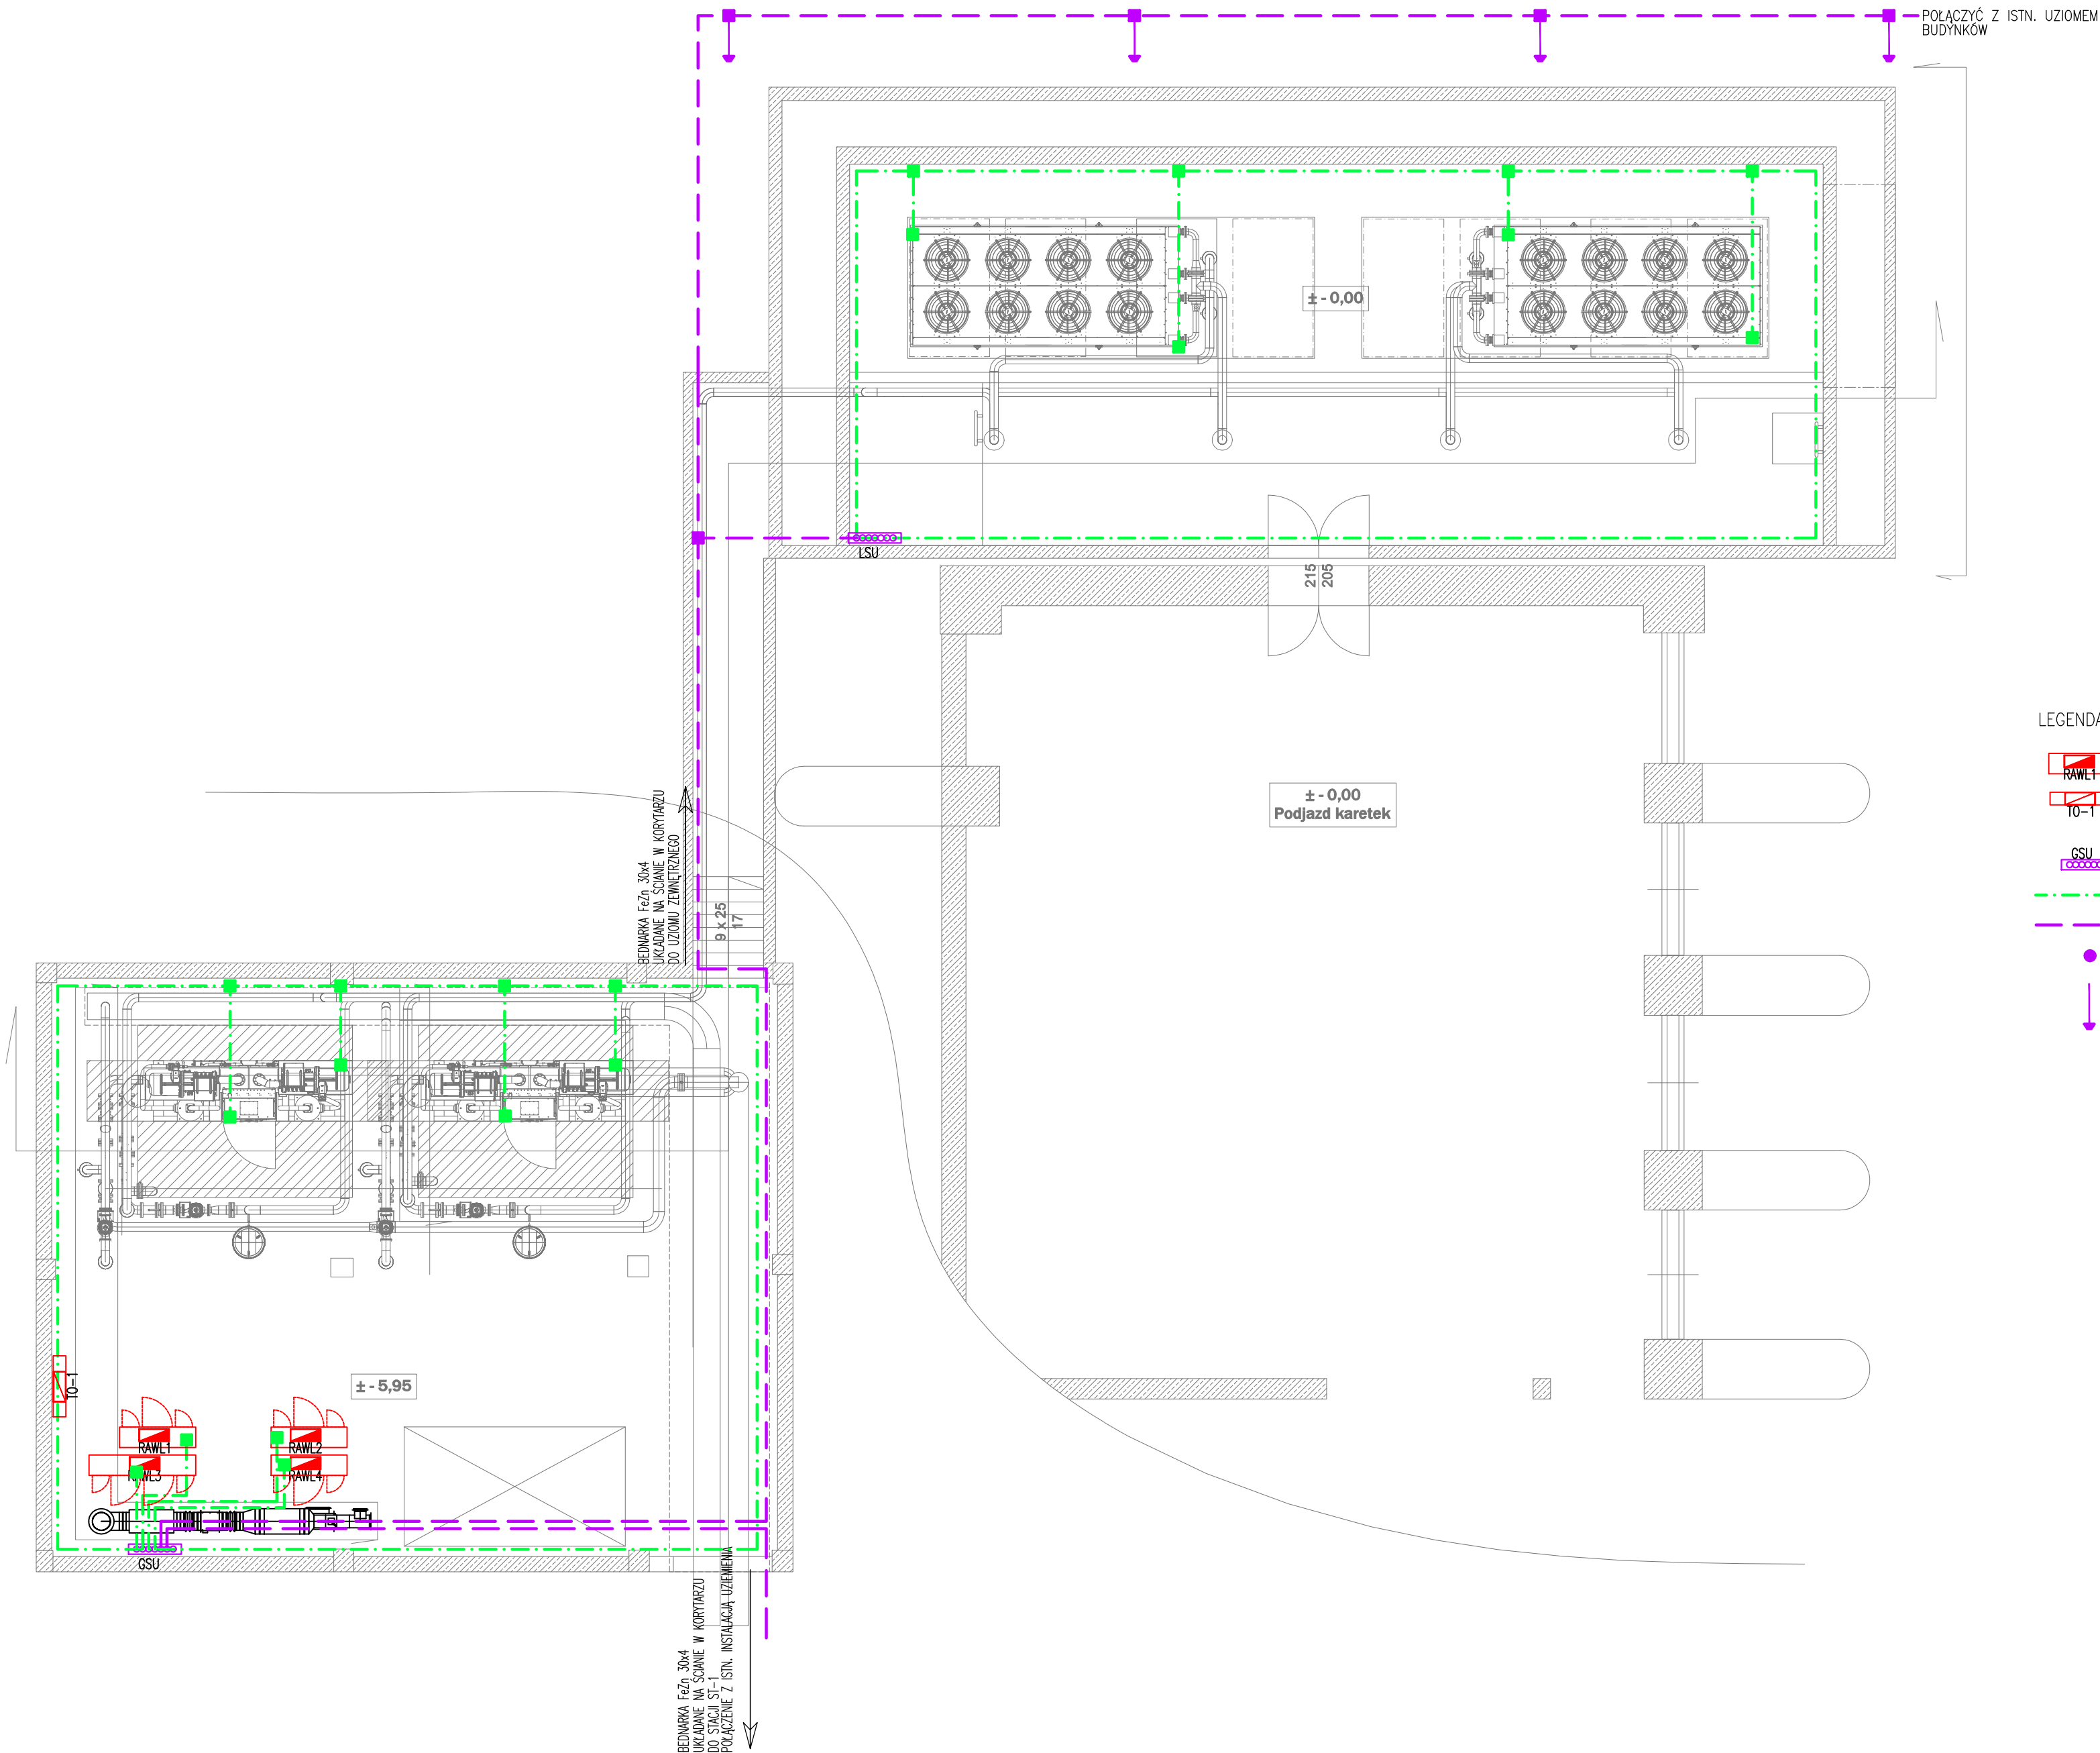 POŁĄCZYĆ Z ISTN. UZIOMEM
BUDYNKÓW
± - 0,00
LSU
215
205
LEGENDA
RAWL1
TO-1
GSU
± - 0,00
Podjazd karetek
BEDNARKA FeZn 30x4
UKŁADANE NA ŚCIANIE W KORYTARZU
DO UZIOMU ZEWNĘTRZNEGO
9 x 25
17
TO-1
± - 5,95
RAWL1
RAWL2
RAWL3
RAWL4
GSU
BEDNARKA FeZn 30x4
UKŁADANE NA ŚCIANIE W KORYTARZU
DO STACJI ST-1
POŁĄCZENIE Z ISTN. INSTALACJĄ UZIEMIENIA